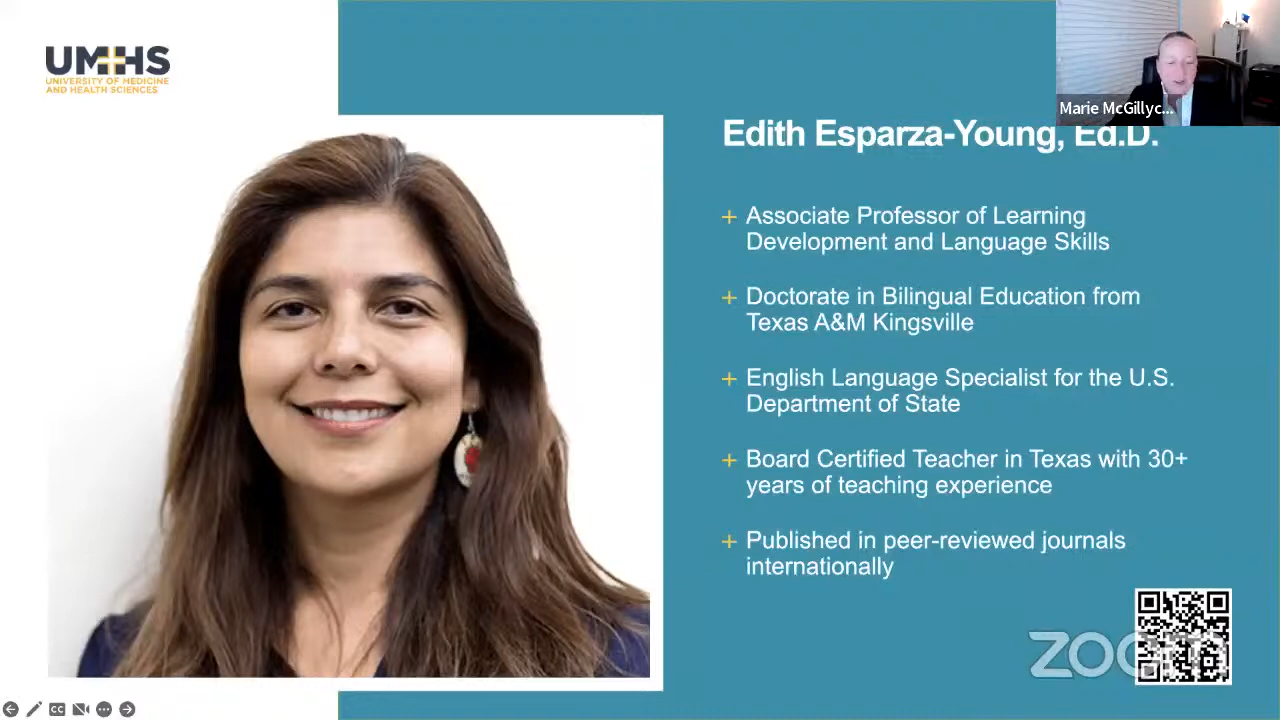 UMHS
UNIVERSITY OF MEDICINE
AND HEALTH SCIENCES
Marie McGillyc...
Edith Esparza-Young, Ed.D.
+ Associate Professor of Learning
Development and Language Skills
+ Doctorate in Bilingual Education from
Texas A&M Kingsville
+ English Language Specialist for the U.S.
Department of State
+ Board Certified Teacher in Texas with 30+
years of teaching experience
+ Published in peer-reviewed journals
internationally
zoom
CC